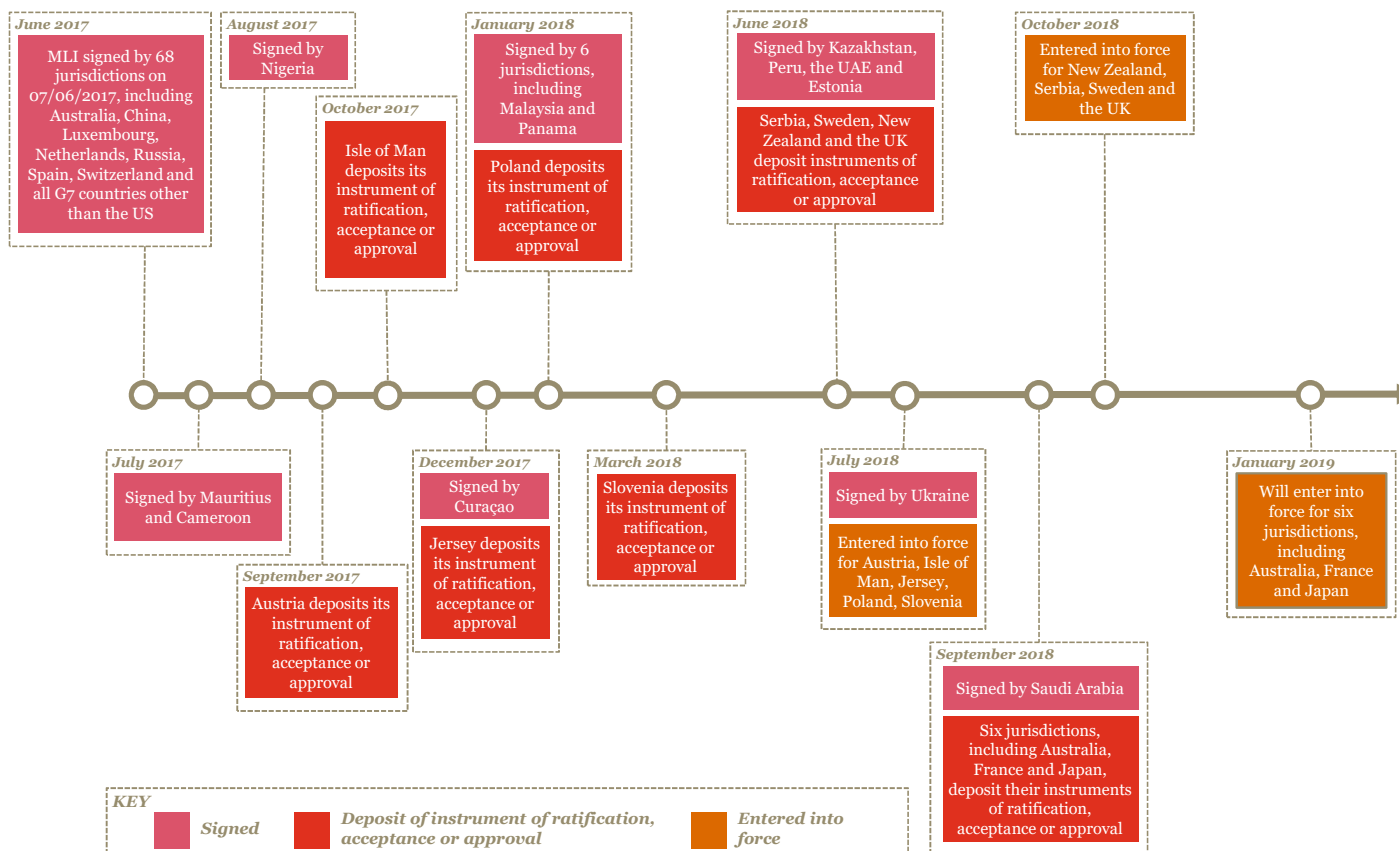 June 2017
MLI signed by 68
jurisdictions on
07/06/2017, including
Australia, China,
Luxembourg,
Netherlands, Russia,
Spain, Switzerland and
all G7 countries other
than the US
August 2017
Signed by
Nigeria
October 2017
Isle of Man
deposits its
instrument of
ratification,
acceptance or
approval
January 2018
Signed by 6
jurisdictions,
including
Malaysia and
Panama
Poland deposits
its instrument of
ratification,
acceptance or
approval
June 2018
Signed by Kazakhstan,
Peru, the UAE and
Estonia
Serbia, Sweden, New
Zealand and the UK
deposit instruments of
ratification, acceptance
or approval
October 2018
Entered into force
for New Zealand,
Serbia, Sweden and
the UK
July 2017
Signed by Mauritius
and Cameroon
September 2017
Austria deposits its
instrument of
ratification,
acceptance or
approval
December 2017
Signed by
Curaçao
Jersey deposits
its instrument
of ratification,
acceptance or
approval
March 2018
Slovenia deposits
its instrument of
ratification,
acceptance or
approval
July 2018
Signed by Ukraine
Entered into force
for Austria, Isle of
Man, Jersey,
Poland, Slovenia
September 2018
Signed by Saudi Arabia
Six jurisdictions,
including Australia,
France and Japan,
deposit their instruments
of ratification,
acceptance or approval
January 2019
Will enter into
force for six
jurisdictions,
including
Australia, France
and Japan
KEY
Signed
Deposit of instrument of ratification,
acceptance or approval
Entered into
force